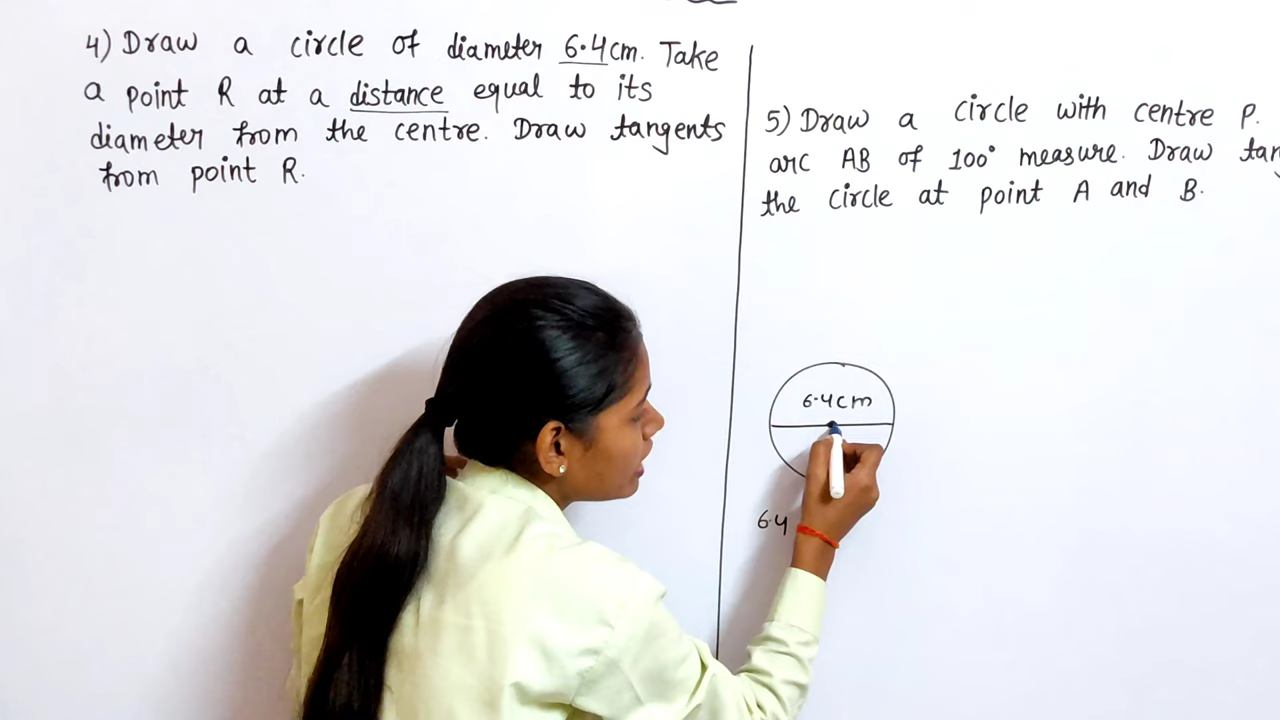 4) Draw a circle of diameter 6.4cm. Take
a point R at a distance equal to its
diameter from the centre. Draw tangents
from point R.
5) Draw a circle with centre P.
arc AB of 100° measure. Draw
the circle at point A and B.
6.4cm
6.4